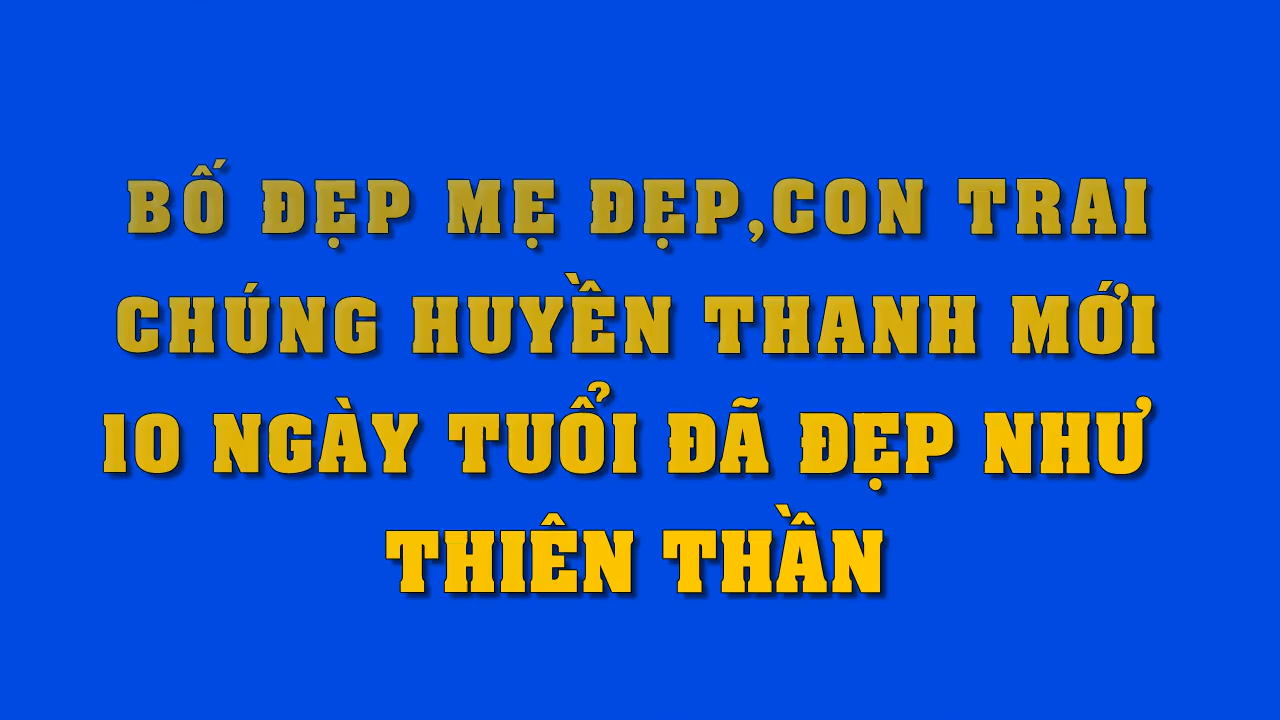 BỐ ĐẸP MẸ ĐẸP,CON TRAI
CHÚNG HUYỀN THANH MỚI
10 NGÀY TUỔI ĐÃ ĐẸP NHƯ
THIÊN THẦN